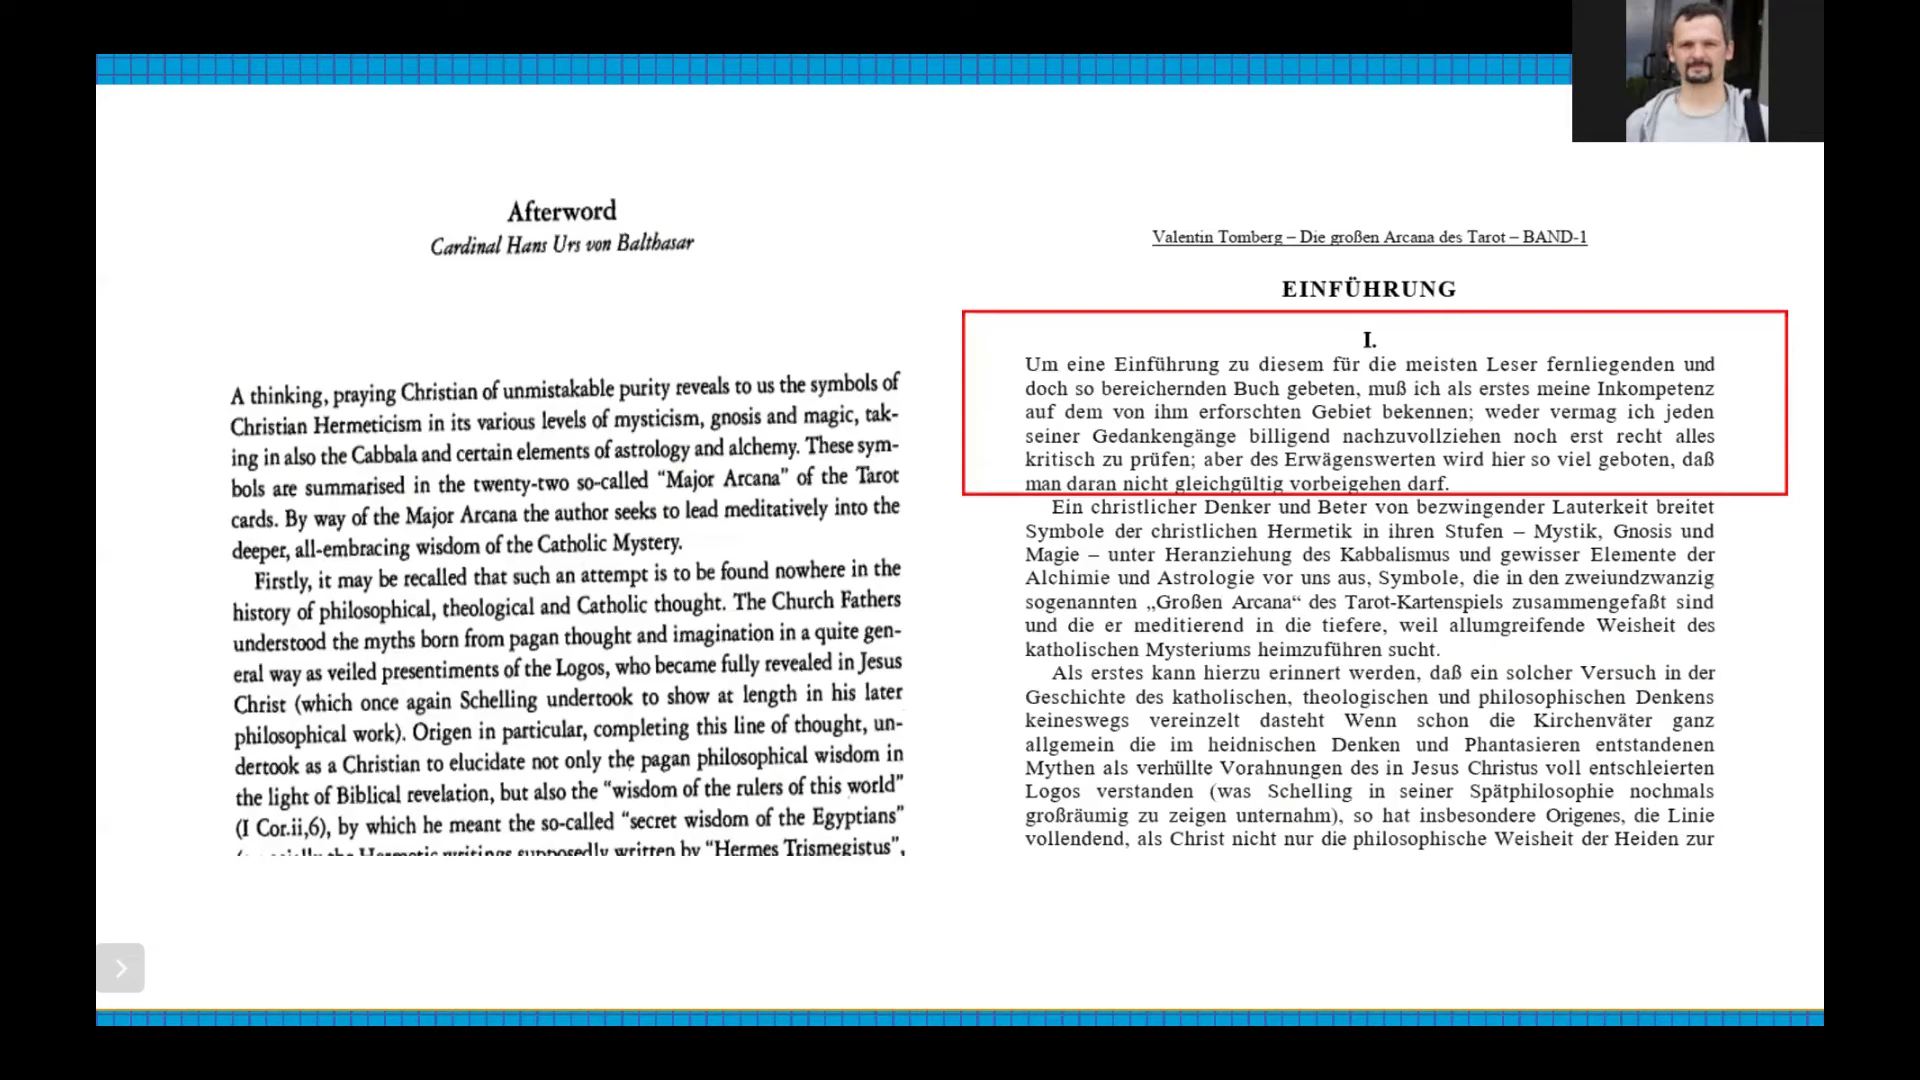 Afterword
Cardinal Hans Urs von Balthasar
A thinking, praying Christian of unmistakable purity reveals to us the symbols of
Christian Hermeticism in its various levels of mysticism, gnosis and magic, tak-
ing in also the Cabbala and certain elements of astrology and alchemy. These sym-
bols are summarised in the twenty-two so-called "Major Arcana" of the Tarot
cards. By way of the Major Arcana the author seeks to lead meditatively into the
deeper, all-embracing wisdom of the Catholic Mystery.
Firstly, it may be recalled that such an attempt is to be found nowhere in the
history of philosophical, theological and Catholic thought. The Church Fathers
understood the myths born from pagan thought and imagination in a quite gen-
eral way as veiled presentiments of the Logos, who became fully revealed in Jesus
Christ (which once again Schelling undertook to show at length in his later
philosophical work). Origen in particular, completing this line of thought, un-
dertook as a Christian to elucidate not only the pagan philosophical wisdom in
the light of Biblical revelation, but also the "wisdom of the rulers of this world"
(I Cor.ii,6), by which he meant the so-called "secret wisdom of the Egyptians"
the Hermetic writings supposedly written by "Hermes Trismegistus",
Valentin Tomberg – Die großen Arcana des Tarot – BAND-1
EINFÜHRUNG
I.
Um eine Einführung zu diesem für die meisten Leser fernliegenden und
doch so bereichernden Buch gebeten, muß ich als erstes meine Inkompetenz
auf dem von ihm erforschten Gebiet bekennen; weder vermag ich jeden
seiner Gedankengänge billigend nachzuvollziehen noch erst recht alles
kritisch zu prüfen; aber des Erwägenswerten wird hier so viel geboten, daß
man daran nicht gleichgültig vorbeigehen darf.
Ein christlicher Denker und Beter von bezwingender Lauterkeit breitet
Symbole der christlichen Hermetik in ihren Stufen – Mystik, Gnosis und
Magie – unter Heranziehung des Kabbalismus und gewisser Elemente der
Alchimie und Astrologie vor uns aus, Symbole, die in den zweiundzwanzig
sogenannten „Großen Arcana“ des Tarot-Kartenspiels zusammengefaßt sind
und die er meditierend in die tiefere, weil allumgreifende Weisheit des
katholischen Mysteriums heimzuführen sucht.
Als erstes kann hierzu erinnert werden, daß ein solcher Versuch in der
Geschichte des katholischen, theologischen und philosophischen Denkens
keineswegs vereinzelt dasteht Wenn schon die Kirchenväter ganz
allgemein die im heidnischen Denken und Phantasieren entstandenen
Mythen als verhüllte Vorahnungen des in Jesus Christus voll entschleierten
Logos verstanden (was Schelling in seiner Spätphilosophie nochmals
großräumig zu zeigen unternahm), so hat insbesondere Origenes, die Linie
vollendend, als Christ nicht nur die philosophische Weisheit der Heiden zur